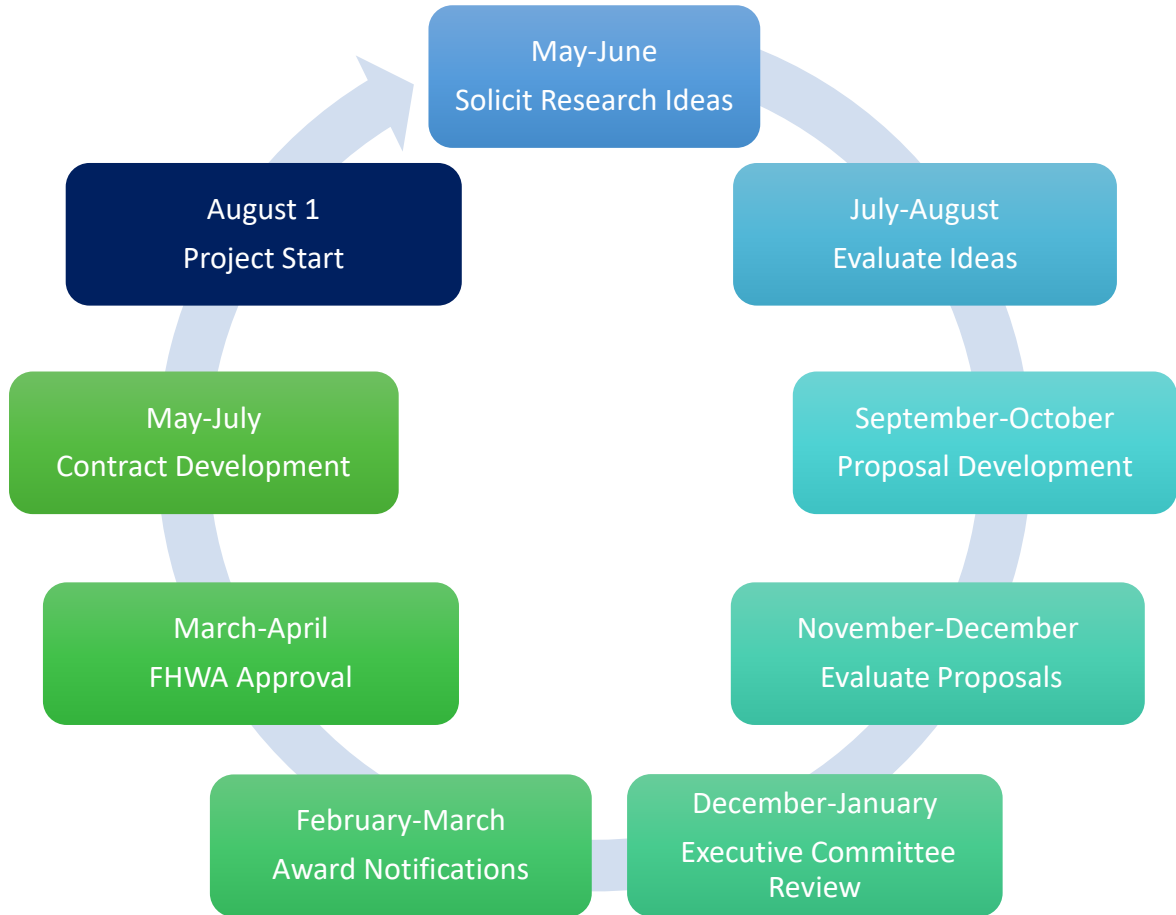 May-June
Solicit Research Ideas
July-August
Evaluate Ideas
September-October
Proposal Development
November-December
Evaluate Proposals
December-January
Executive Committee
Review
February-March
Award Notifications
March-April
FHWA Approval
May-July
Contract Development
August 1
Project Start